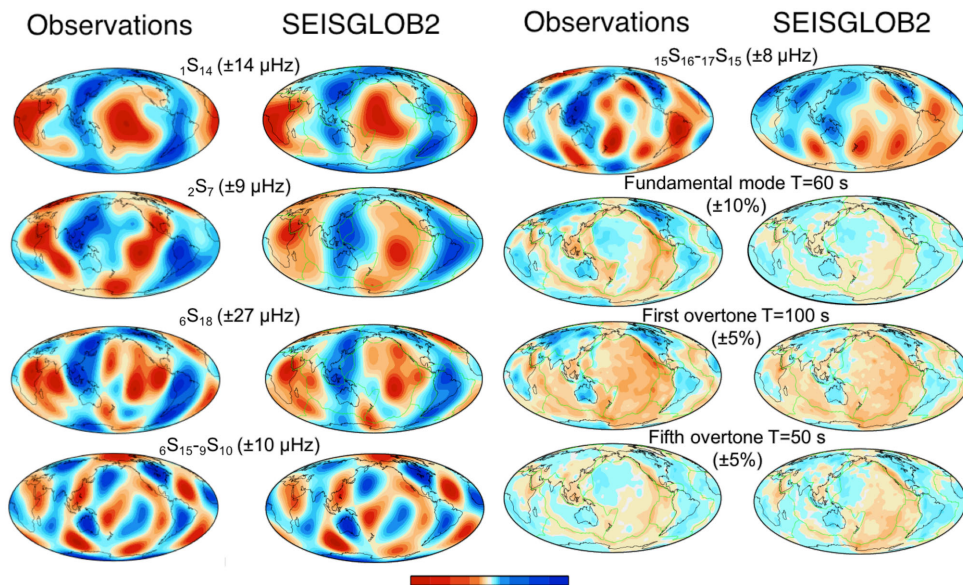 Observations SEISGLOB2 Observations SEISGLOB2
₁S₁₄ (±14 µHz)
₂S₇ (±9 µHz)
₆S₁₈ (±27 µHz)
₆S₁₅-₉S₁₀ (±10 µHz)
₁₅S₁₆-₁₇S₁₅ (±8 µHz)
Fundamental mode T=60 s
(±10%)
First overtone T=100 s
(±5%)
Fifth overtone T=50 s
(±5%)